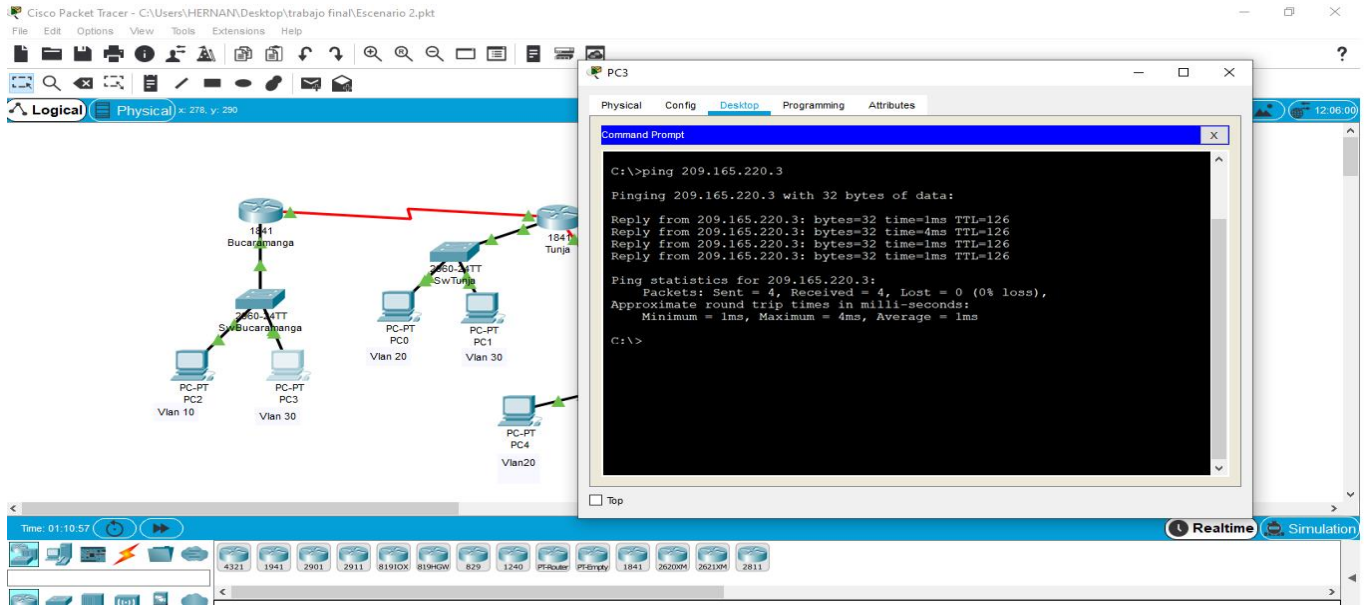 Cisco Packet Tracer - C:\Users\HERNAN\Desktop\trabajo final\Escenario 2.pkt
File Edit Options View Tools Extensions Help
?
Logical Physical x: 278, y: 290
12:06:00
PC3
Physical Config Desktop Programming Attributes
Command Prompt
X
C:\>ping 209.165.220.3
Pinging 209.165.220.3 with 32 bytes of data:
Reply from 209.165.220.3: bytes=32 time=1ms TTL=126
Reply from 209.165.220.3: bytes=32 time=4ms TTL=126
Reply from 209.165.220.3: bytes=32 time=1ms TTL=126
Reply from 209.165.220.3: bytes=32 time=1ms TTL=126
Ping statistics for 209.165.220.3:
Packets: Sent = 4, Received = 4, Lost = 0 (0% loss),
Approximate round trip times in milli-seconds:
Minimum = 1ms, Maximum = 4ms, Average = 1ms
C:\>
Top
1841
Bucaramanga
1841
Tunja
2960-24TT
SwTunja
2960-24TT
SwBucaramanga
PC-PT
PC0
Vlan 20
PC-PT
PC1
Vlan 30
PC-PT
PC2
Vlan 10
PC-PT
PC3
Vlan 30
PC-PT
PC4
Vlan20
Time: 01:10:57
Realtime
Simulation
4321 1941 2901 2911 819IOX 819HGW 829 1240 PT-Router PT-Empty 1841 2620XM 2621XM 2811